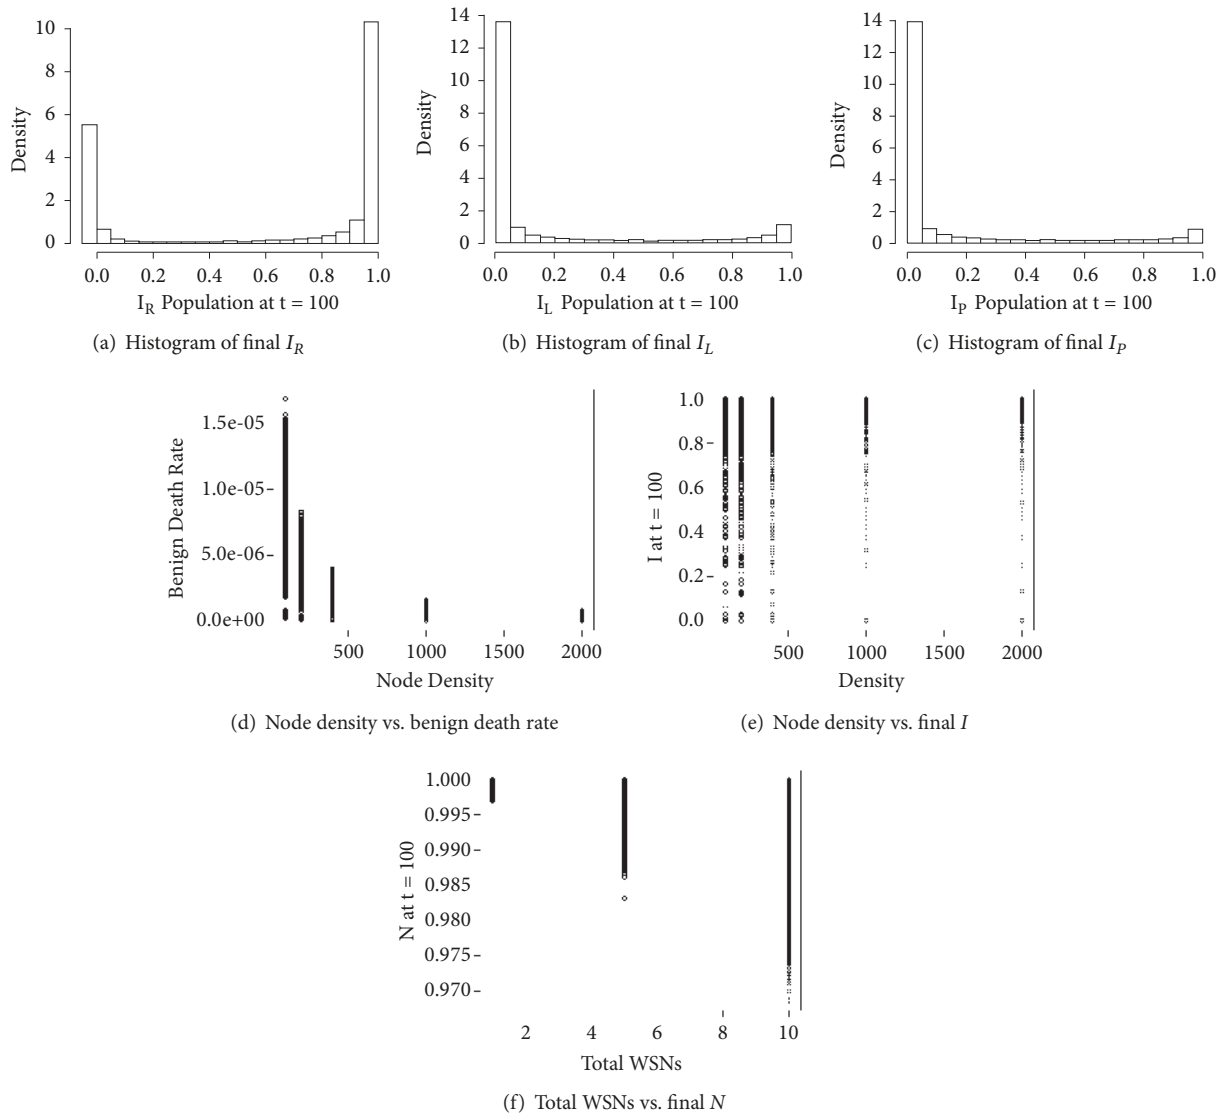 10
8
6
4
2
0
Density
0.0 0.2 0.4 0.6 0.8 1.0
I_R Population at t = 100
(a) Histogram of final I_R
14
12
10
8
6
4
2
0
Density
0.0 0.2 0.4 0.6 0.8 1.0
I_L Population at t = 100
(b) Histogram of final I_L
14
12
10
8
6
4
2
0
Density
0.0 0.2 0.4 0.6 0.8 1.0
I_P Population at t = 100
(c) Histogram of final I_P
1.5e-05
1.0e-05
5.0e-06
0.0e+00
Benign Death Rate
500 1000 1500 2000
Node Density
(d) Node density vs. benign death rate
1.0
0.8
0.6
0.4
0.2
0.0
I at t = 100
500 1000 1500 2000
Density
(e) Node density vs. final I
1.000
0.995
0.990
0.985
0.980
0.975
0.970
N at t = 100
2 4 6 8 10
Total WSNs
(f) Total WSNs vs. final N